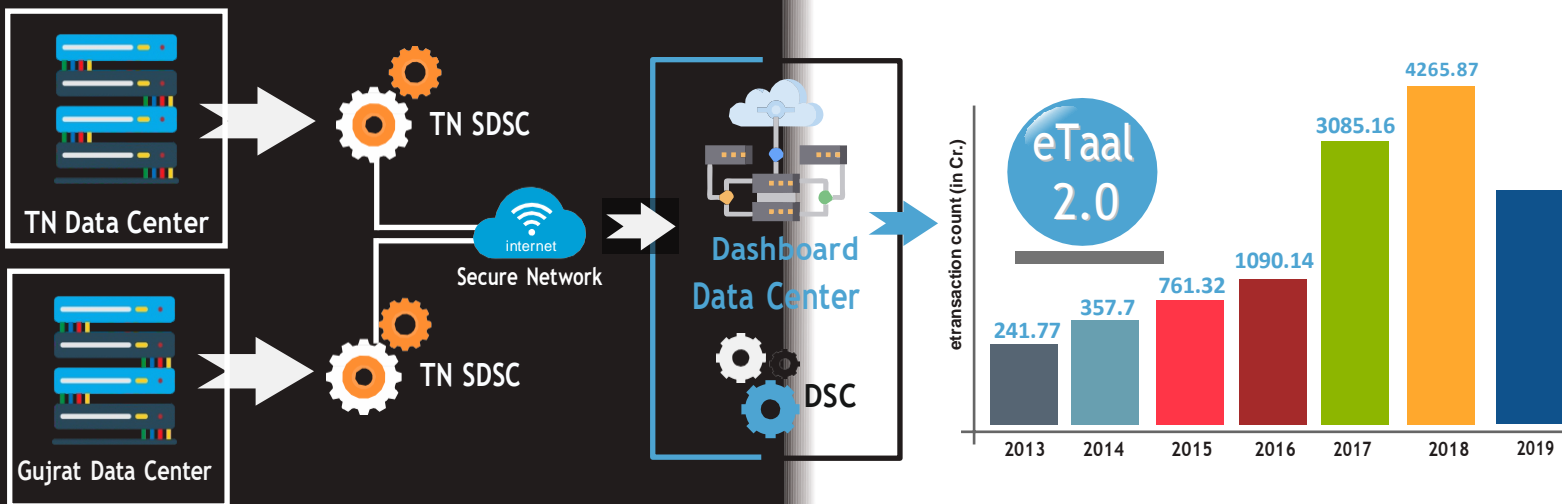 TN Data Center
TN SDSC
internet
Secure Network
Gujrat Data Center
TN SDSC
Dashboard
Data Center
DSC
eTaal
2.0
etransaction count (in Cr.)
241.77
357.7
761.32
1090.14
3085.16
4265.87
2013 2014 2015 2016 2017 2018 2019